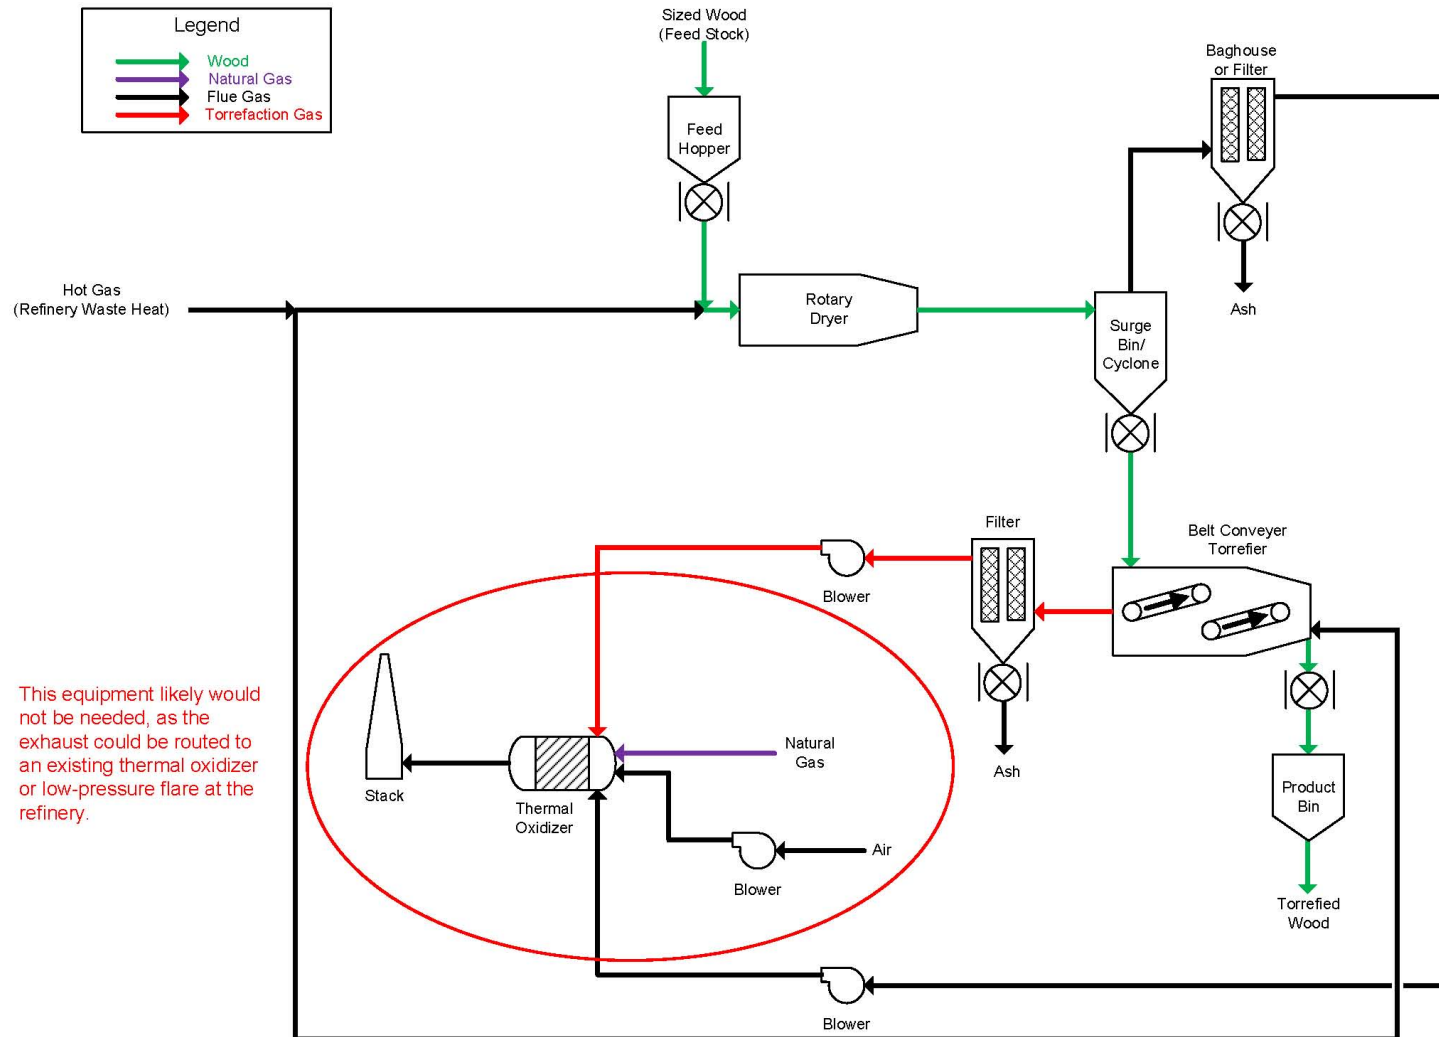 Legend
Wood
Natural Gas
Flue Gas
Torrefaction Gas
Sized Wood
(Feed Stock)
Baghouse
or Filter
Feed
Hopper
Hot Gas
(Refinery Waste Heat)
Rotary
Dryer
Surge
Bin/
Cyclone
Ash
Filter
Belt Conveyer
Torrefier
Blower
This equipment likely would
not be needed, as the
exhaust could be routed to
an existing thermal oxidizer
or low-pressure flare at the
refinery.
Natural
Gas
Ash
Stack
Thermal
Oxidizer
Product
Bin
Air
Blower
Torrefied
Wood
Blower